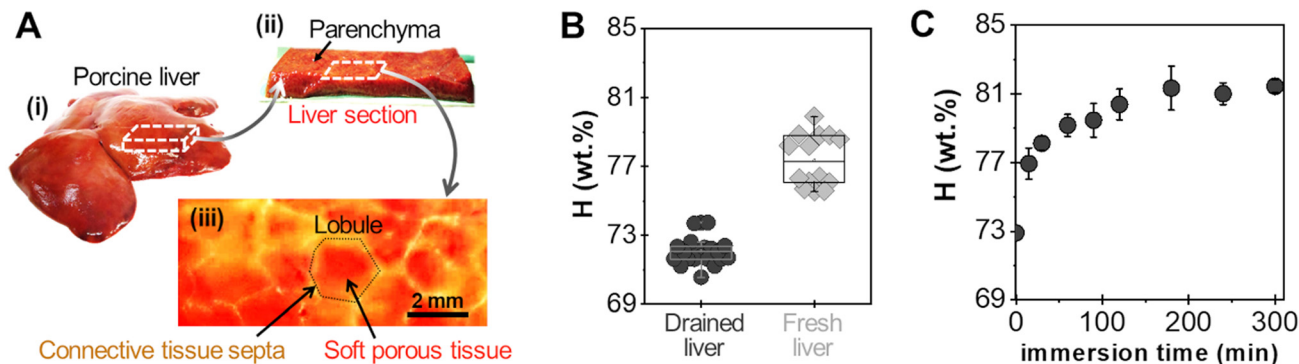 A
(i)
Porcine liver
(ii)
Parenchyma
Liver section
(iii)
Lobule
2 mm
Connective tissue septa
Soft porous tissue
B
H (wt.%)
85
81
77
73
69
Drained
liver
Fresh
liver
C
H (wt.%)
85
81
77
73
69
0
100
200
300
immersion time (min)